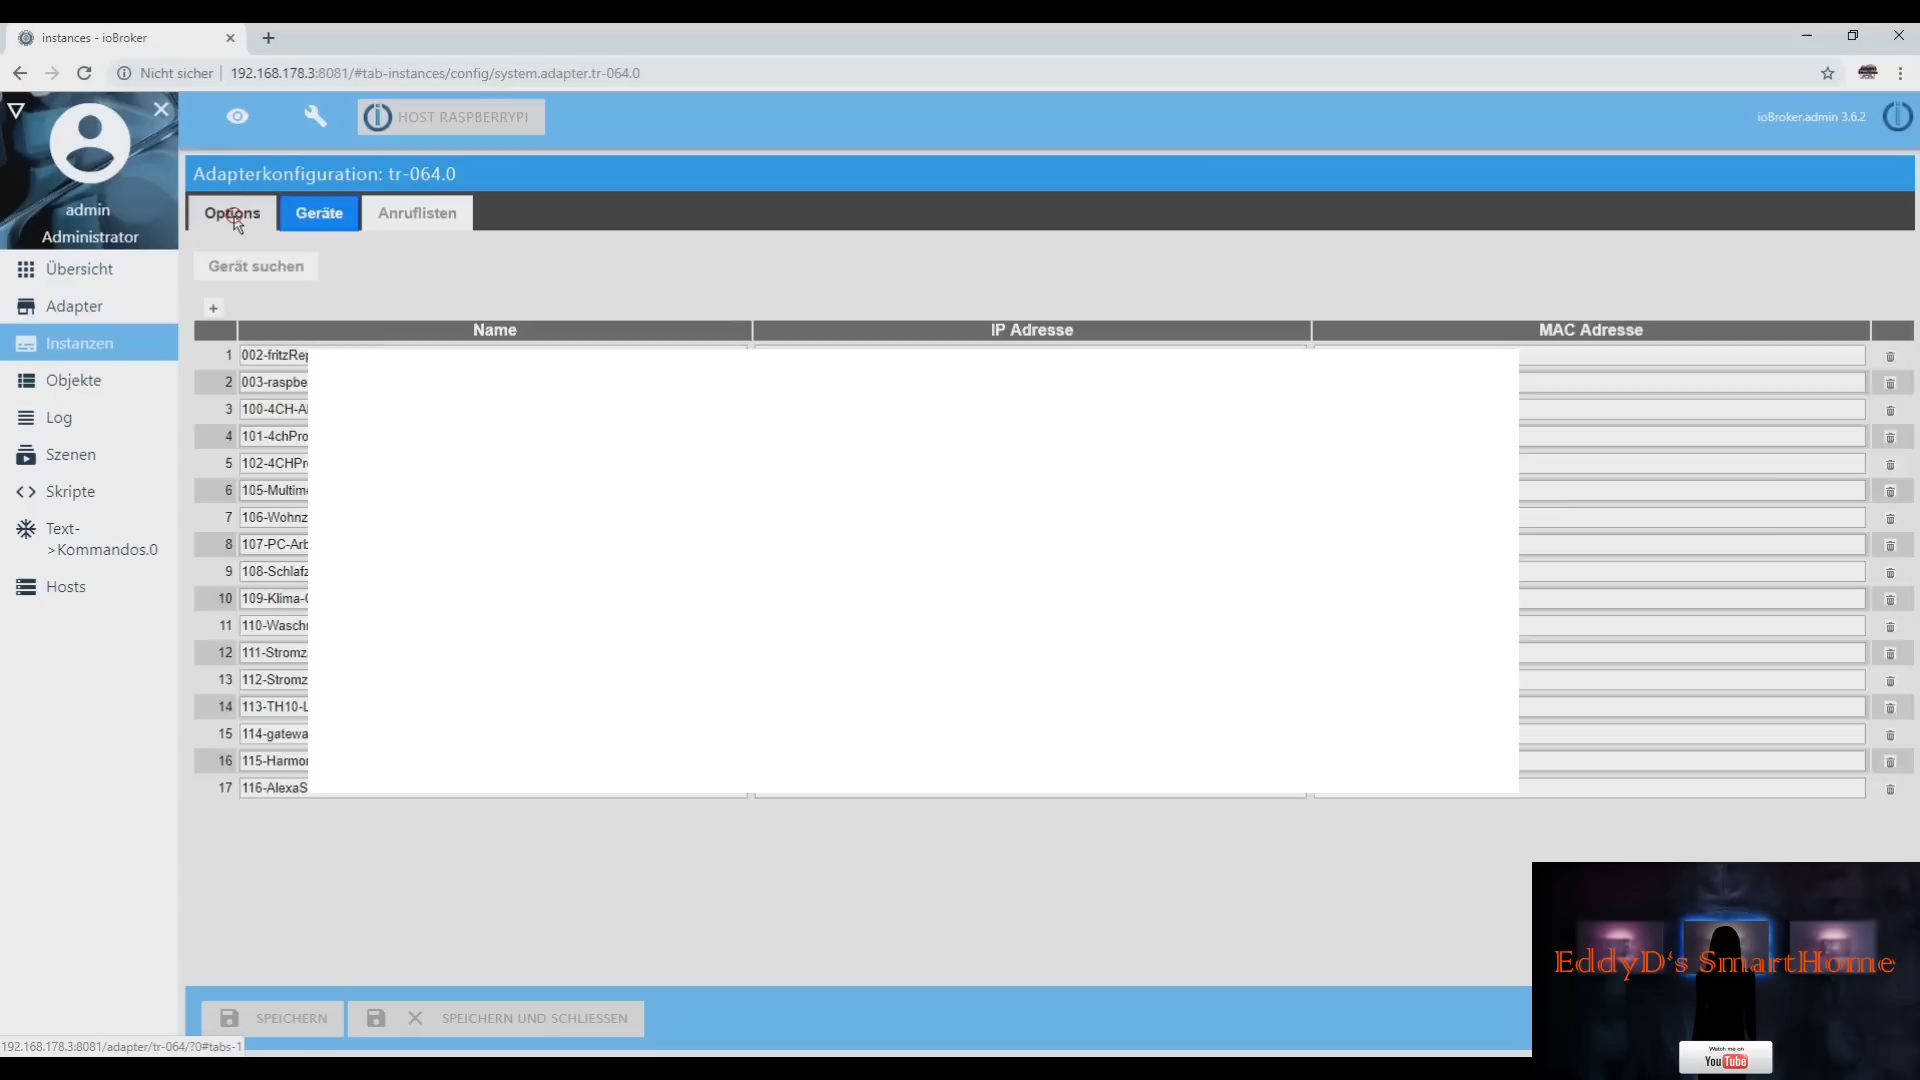 instances - ioBroker
Nicht sicher
192.168.178.3:8081/#tab-instances/config/system.adapter.tr-064.0
HOST RASPBERRYPI
ioBroker.admin 3.6.2
Adapterkonfiguration: tr-064.0
admin
Administrator
Options
Geräte
Anruflisten
Übersicht
Adapter
Instanzen
Objekte
Log
Szenen
Skripte
Text-
>Kommandos.0
Hosts
Gerät suchen
+
Name IP Adresse MAC Adresse
1 002-fritzRep
2 003-raspbe
3 100-4CH-A
4 101-4chPro
5 102-4CHPr
6 105-Multim
7 106-Wohnz
8 107-PC-Arb
9 108-Schlafz
10 109-Klima-
11 110-Wasch
12 111-Stromz
13 112-Stromz
14 113-TH10-L
15 114-gatewa
16 115-Harmo
17 116-AlexaS
SPEICHERN
SPEICHERN UND SCHLIESSEN
192.168.178.3:8081/adapter/tr-064/?0#tabs-1
EddyD's SmartHome
Watch me on
YouTube